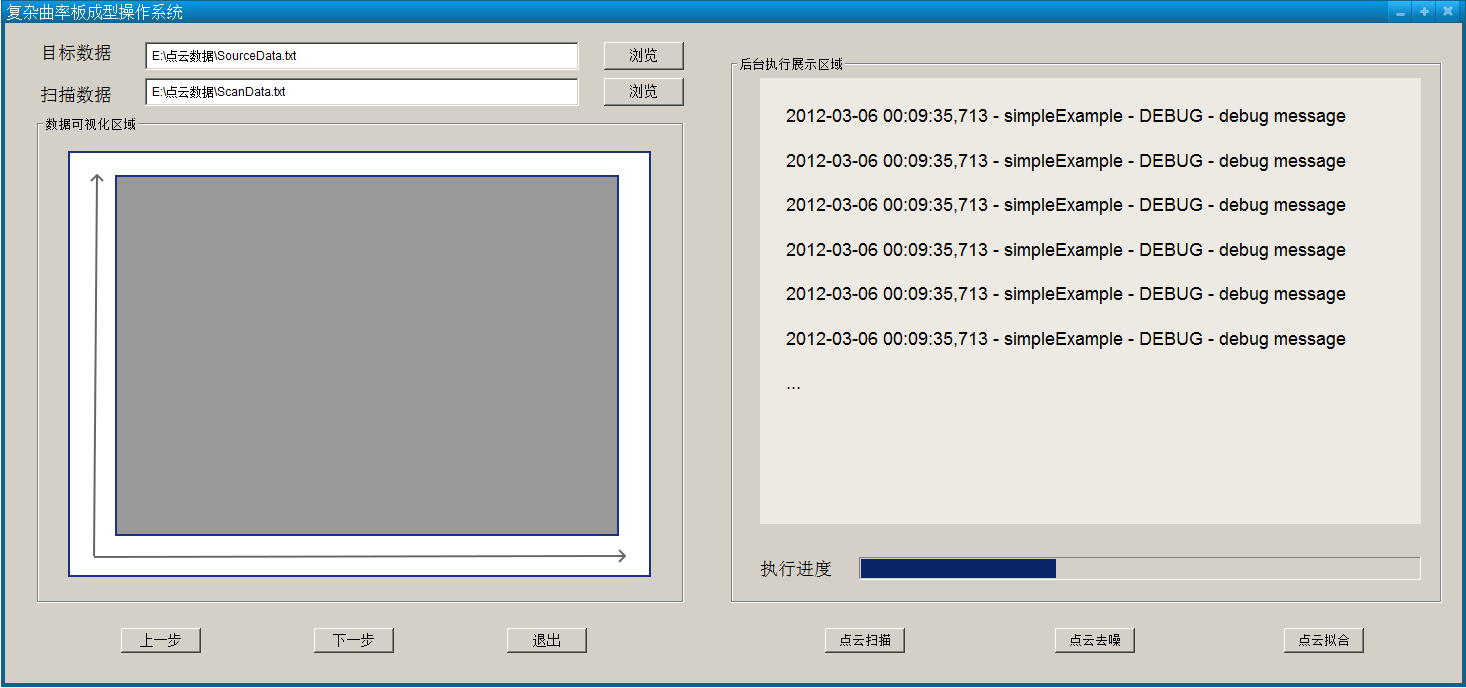 复杂曲率板成型操作系统
目标数据 E:\点云数据\SourceData.txt 浏览
扫描数据 E:\点云数据\ScanData.txt 浏览
数据可视化区域
后台执行展示区域
2012-03-06 00:09:35,713 - simpleExample - DEBUG - debug message
2012-03-06 00:09:35,713 - simpleExample - DEBUG - debug message
2012-03-06 00:09:35,713 - simpleExample - DEBUG - debug message
2012-03-06 00:09:35,713 - simpleExample - DEBUG - debug message
2012-03-06 00:09:35,713 - simpleExample - DEBUG - debug message
2012-03-06 00:09:35,713 - simpleExample - DEBUG - debug message
...
执行进度
上一步 下一步 退出 点云扫描 点云去噪 点云拟合